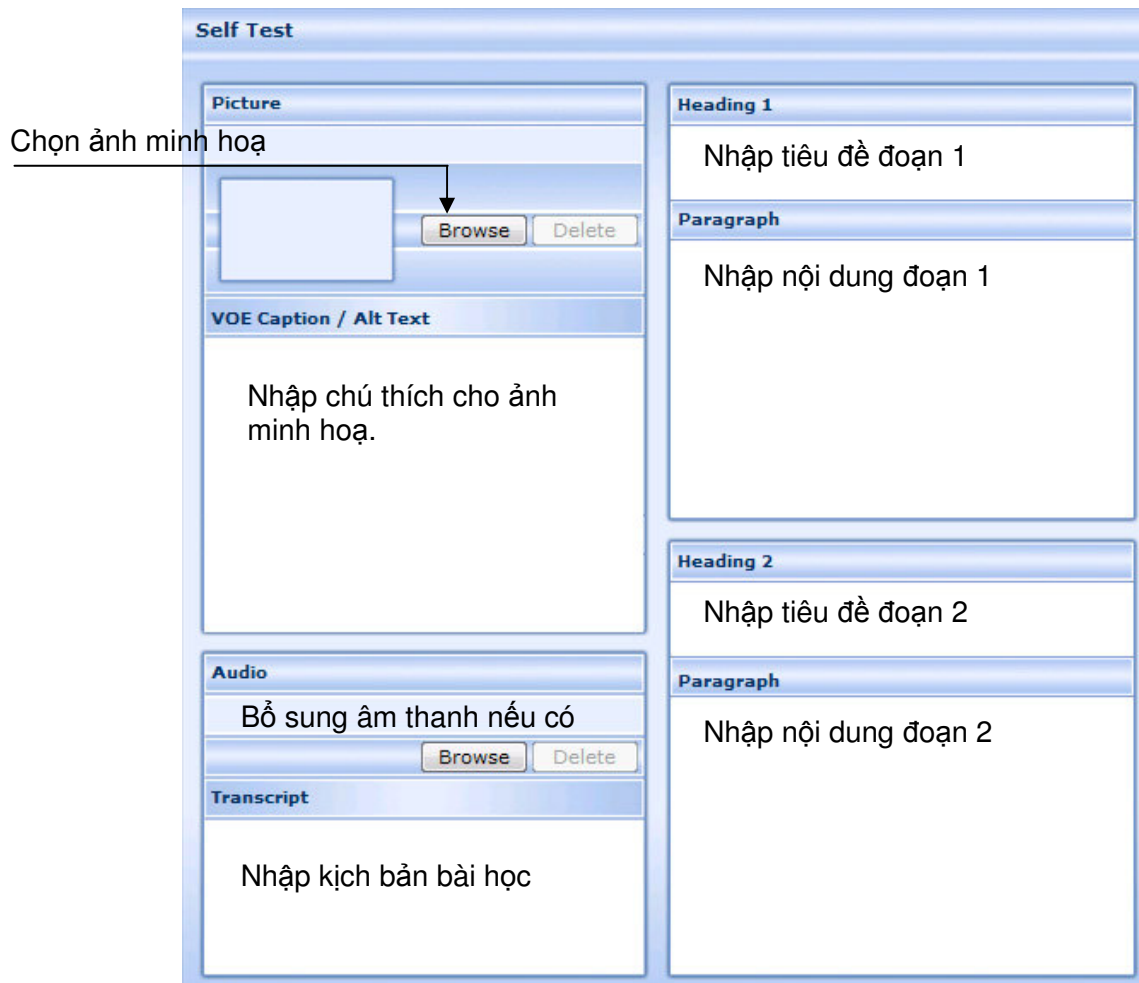 Self Test
Picture
Chọn ảnh minh hoạ
Browse
Delete
VOE Caption / Alt Text
Nhập chú thích cho ảnh
minh hoạ.
Audio
Bổ sung âm thanh nếu có
Browse
Delete
Transcript
Nhập kịch bản bài học
Heading 1
Nhập tiêu đề đoạn 1
Paragraph
Nhập nội dung đoạn 1
Heading 2
Nhập tiêu đề đoạn 2
Paragraph
Nhập nội dung đoạn 2